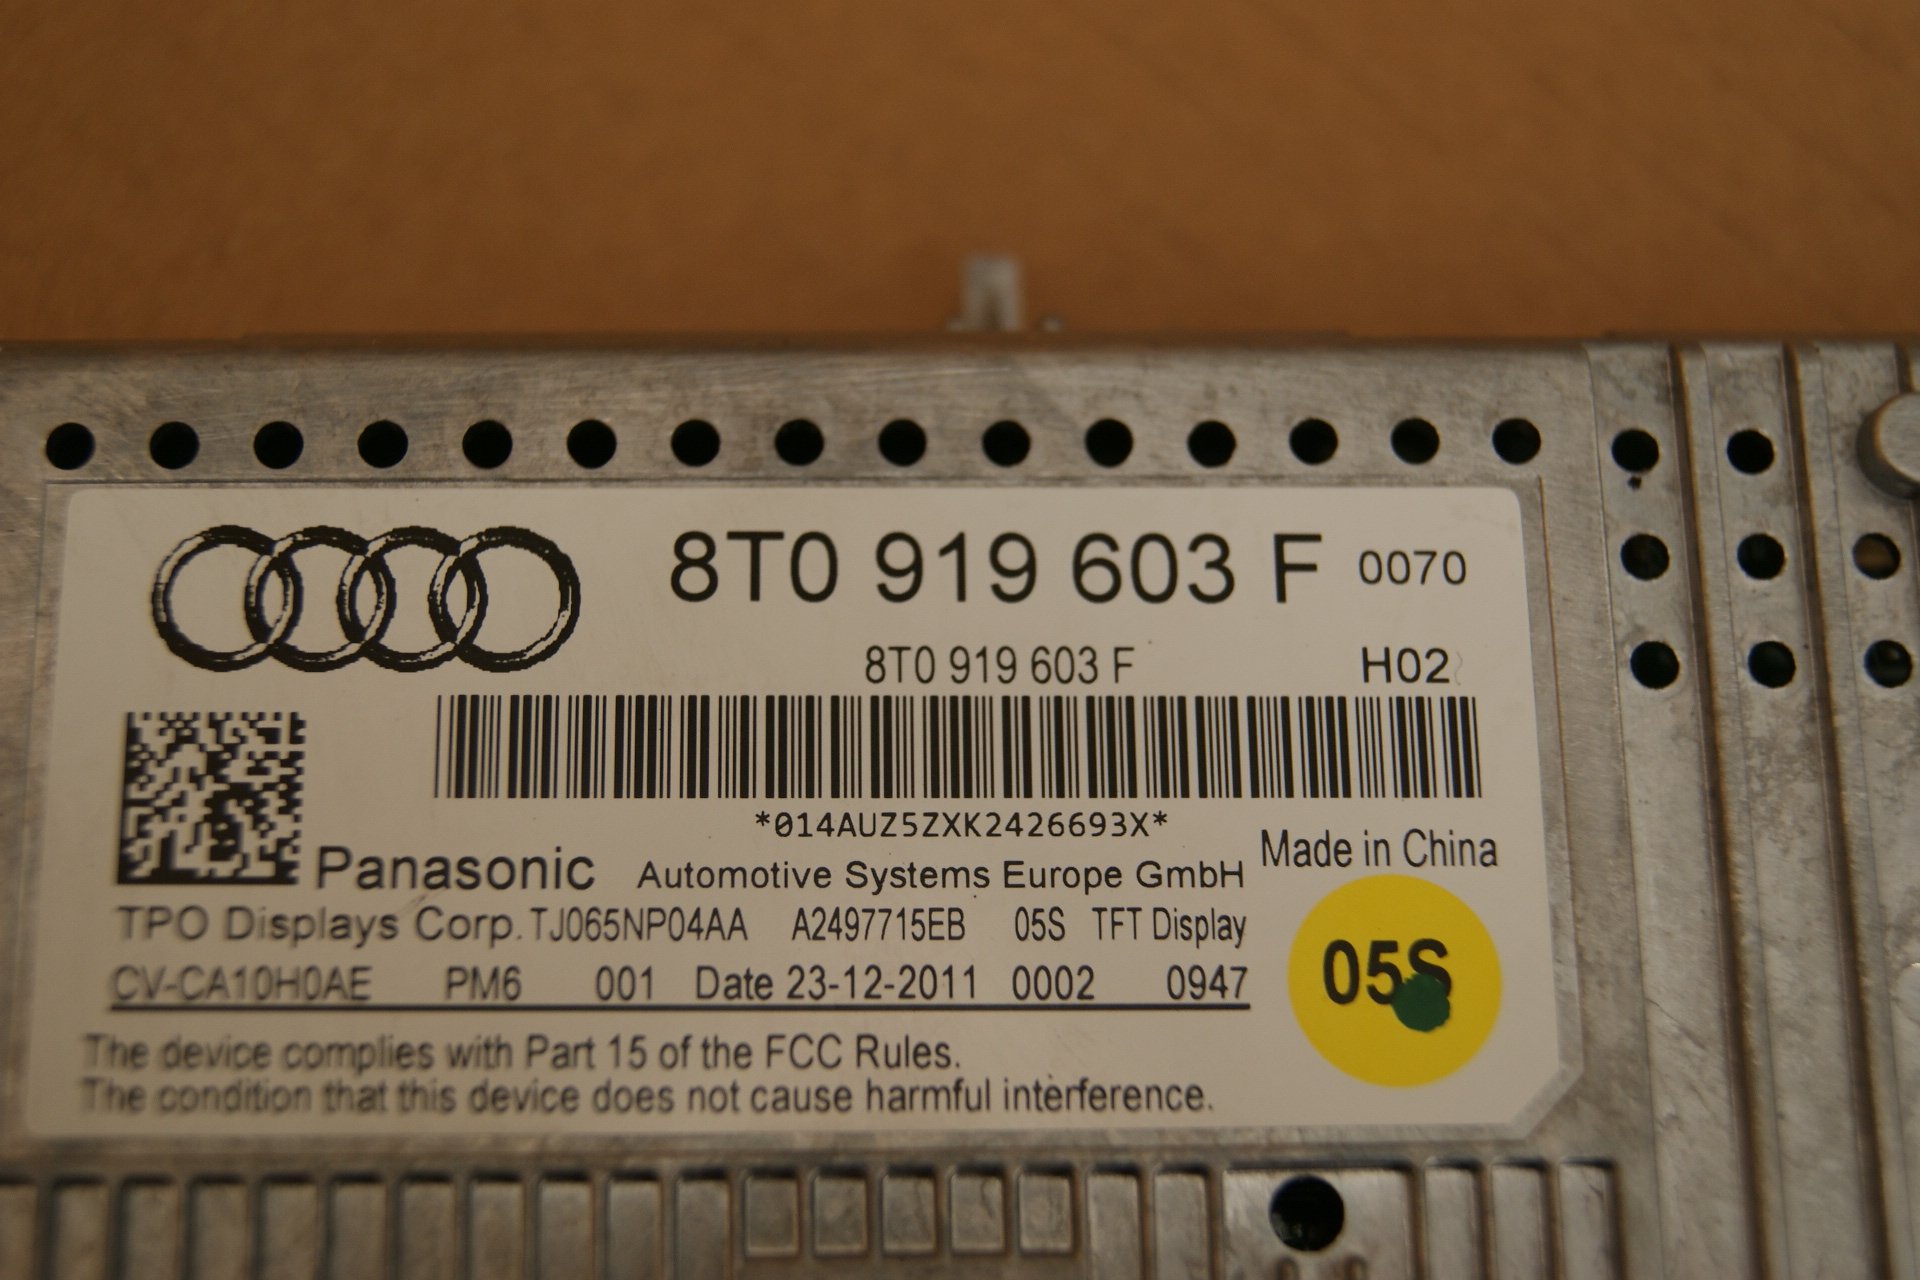 8T0 919 603 F 0070
8T0 919 603 F H02
*014AUZ5ZXK2426693X*
Made in China
Panasonic Automotive Systems Europe GmbH
TPO Displays Corp. TJ065NP04AA A2497715EB 05S TFT Display
CV-CA10H0AE PM6 001 Date 23-12-2011 0002 0947
05S
The device complies with Part 15 of the FCC Rules.
The condition that this device does not cause harmful interference.